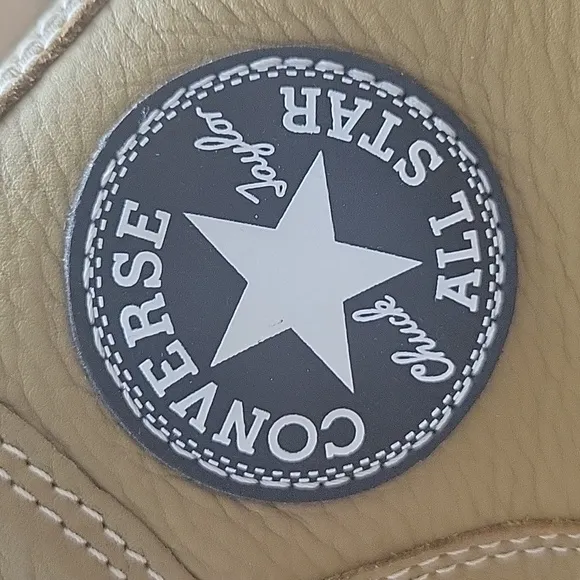 CONVERSE
ALL STAR
Chuck
Taylor